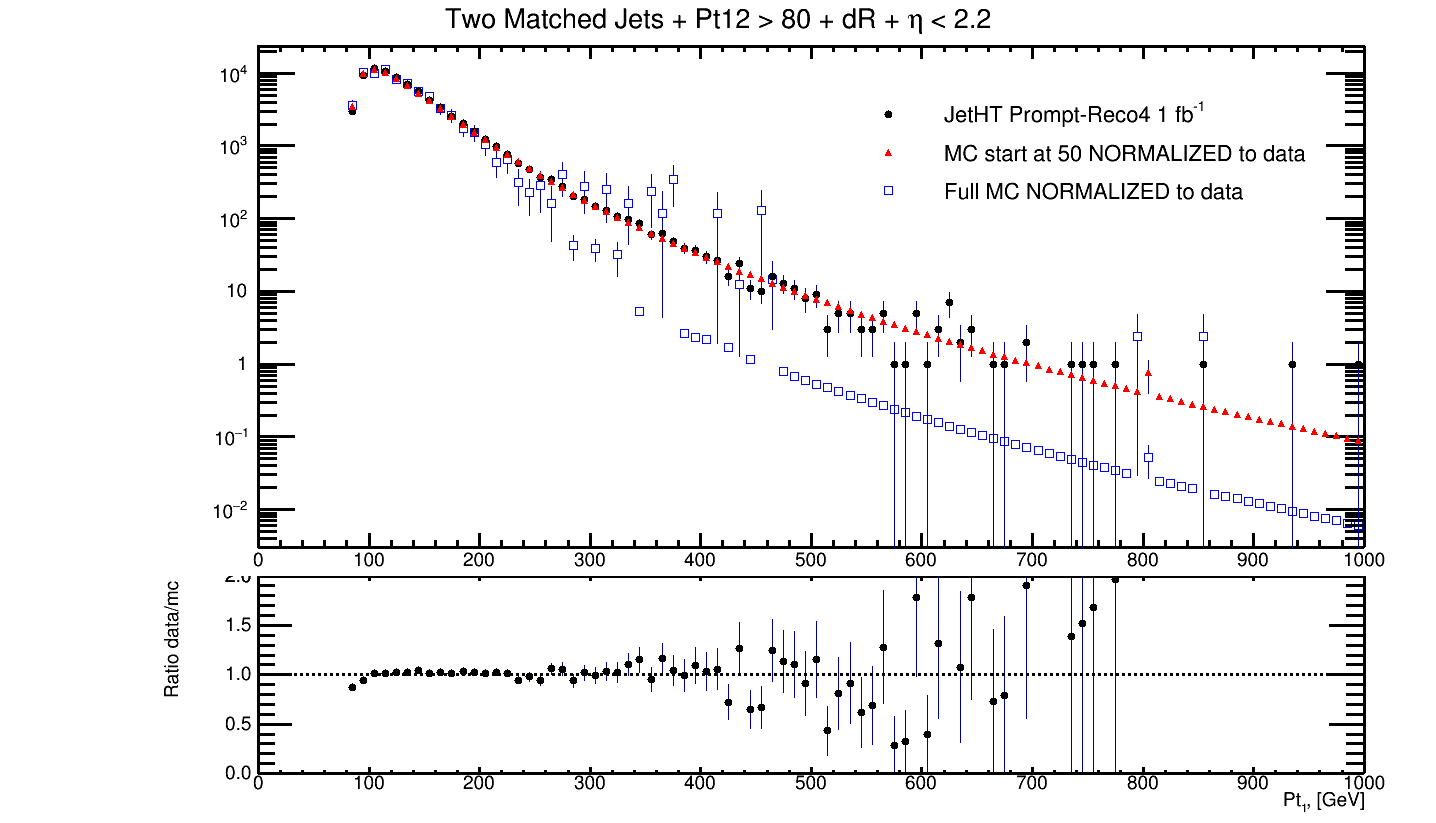 Two Matched Jets + Pt12 > 80 + dR + η < 2.2
10⁴
10³
10²
10
1
10⁻¹
10⁻²
JetHT Prompt-Reco4 1 fb⁻¹
MC start at 50 NORMALIZED to data
Full MC NORMALIZED to data
0 100 200 300 400 500 600 700 800 900 1000
Ratio data/mc
2.0
1.5
1.0
0.5
0.0
0 100 200 300 400 500 600 700 800 900 1000
Pt₁, [GeV]